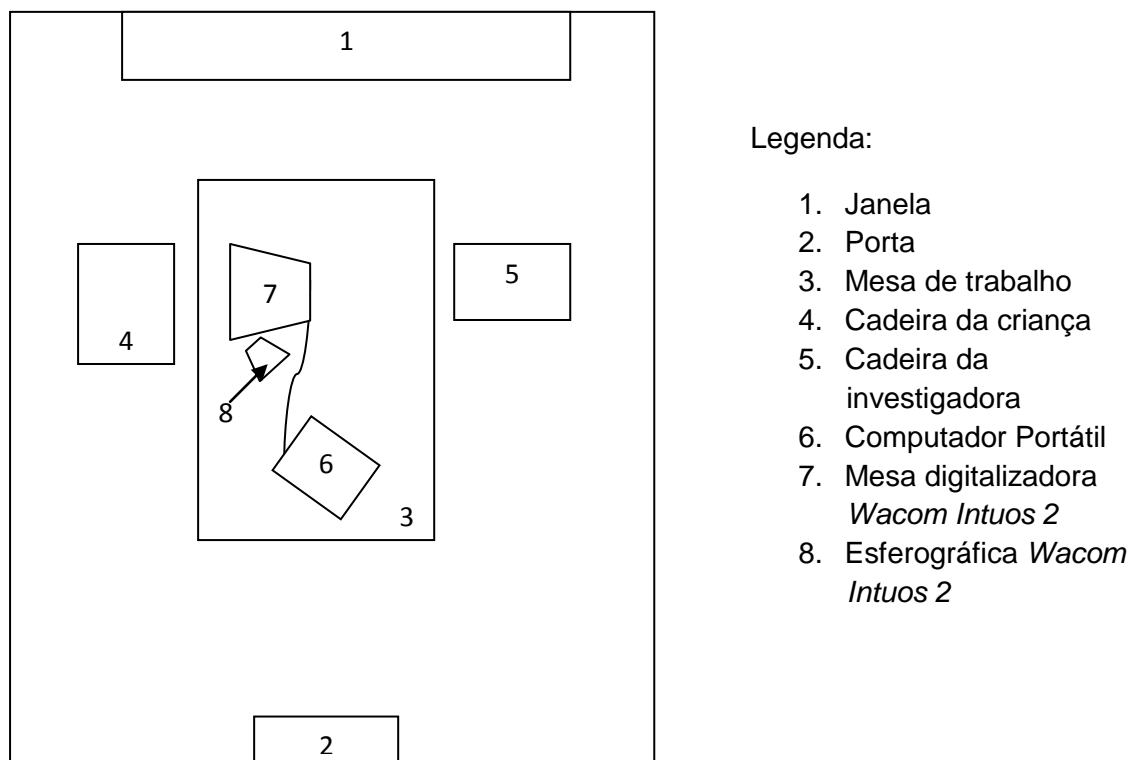 1
Legenda:
1. Janela
2. Porta
3. Mesa de trabalho
4. Cadeira da criança
5. Cadeira da
investigadora
6. Computador Portátil
7. Mesa digitalizadora
Wacom Intuos 2
8. Esferográfica Wacom
Intuos 2
7
5
4
8
6
3
2